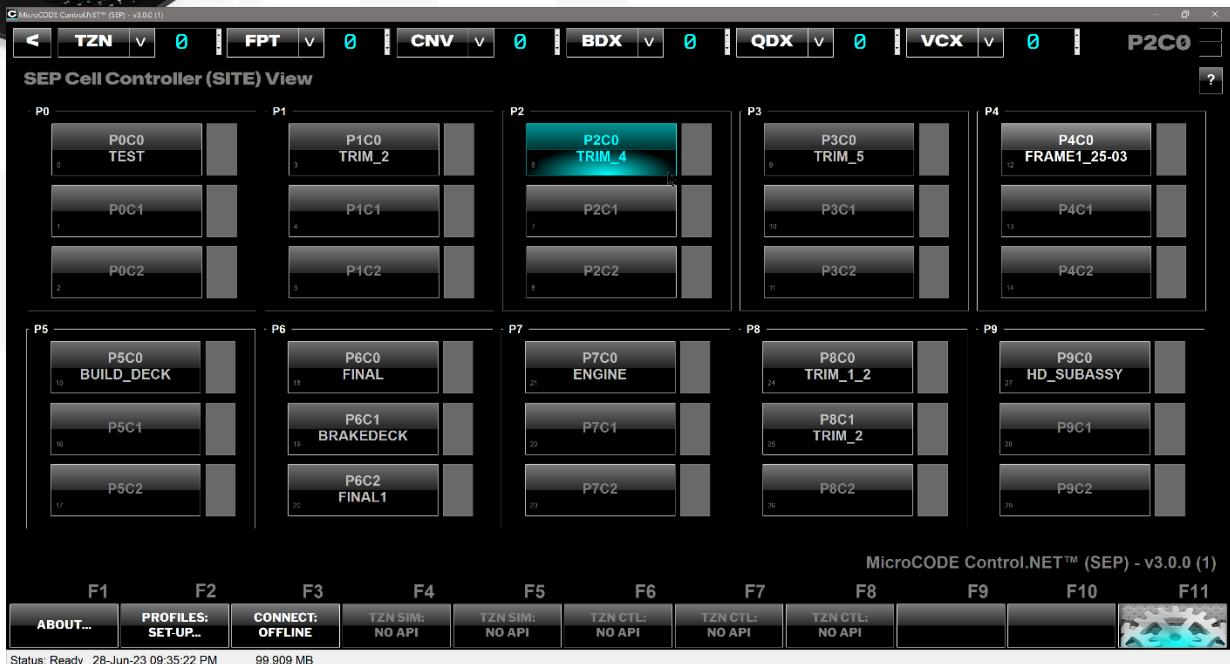 MicroCODE Control.NET™ (SEP) - v3.0.0 (1)
< TZN v 0 FPT v 0 CNV v 0 BDX v 0 QDX v 0 VCX v 0 P2C0
SEP Cell Controller (SITE) View
?
P0 P1 P2 P3 P4
P0C0 P1C0 P2C0 P3C0 P4C0
TEST TRIM_2 TRIM_4 TRIM_5 FRAME1_25-03
0 3 6 9 12
P0C1 P1C1 P2C1 P3C1 P4C1
1 4 7 10 13
P0C2 P1C2 P2C2 P3C2 P4C2
2 5 8 11 14
P5 P6 P7 P8 P9
P5C0 P6C0 P7C0 P8C0 P9C0
BUILD_DECK FINAL ENGINE TRIM_1_2 HD_SUBASSY
15 18 21 24 27
P5C1 P6C1 P7C1 P8C1 P9C1
BRAKEDECK TRIM_2
16 19 22 25 28
P5C2 P6C2 P7C2 P8C2 P9C2
FINAL1
17 20 23 26 29
MicroCODE Control.NET™ (SEP) - v3.0.0 (1)
F1 F2 F3 F4 F5 F6 F7 F8 F9 F10 F11
ABOUT... PROFILES: CONNECT: TZN SIM: TZN SIM: TZN SET-UP: TZN CTL: TZN CTL:
SET-UP... OFFLINE NO API NO API NO API NO API NO API
Status: Ready 28-Jun-23 09:35:22 PM 99.909 MB